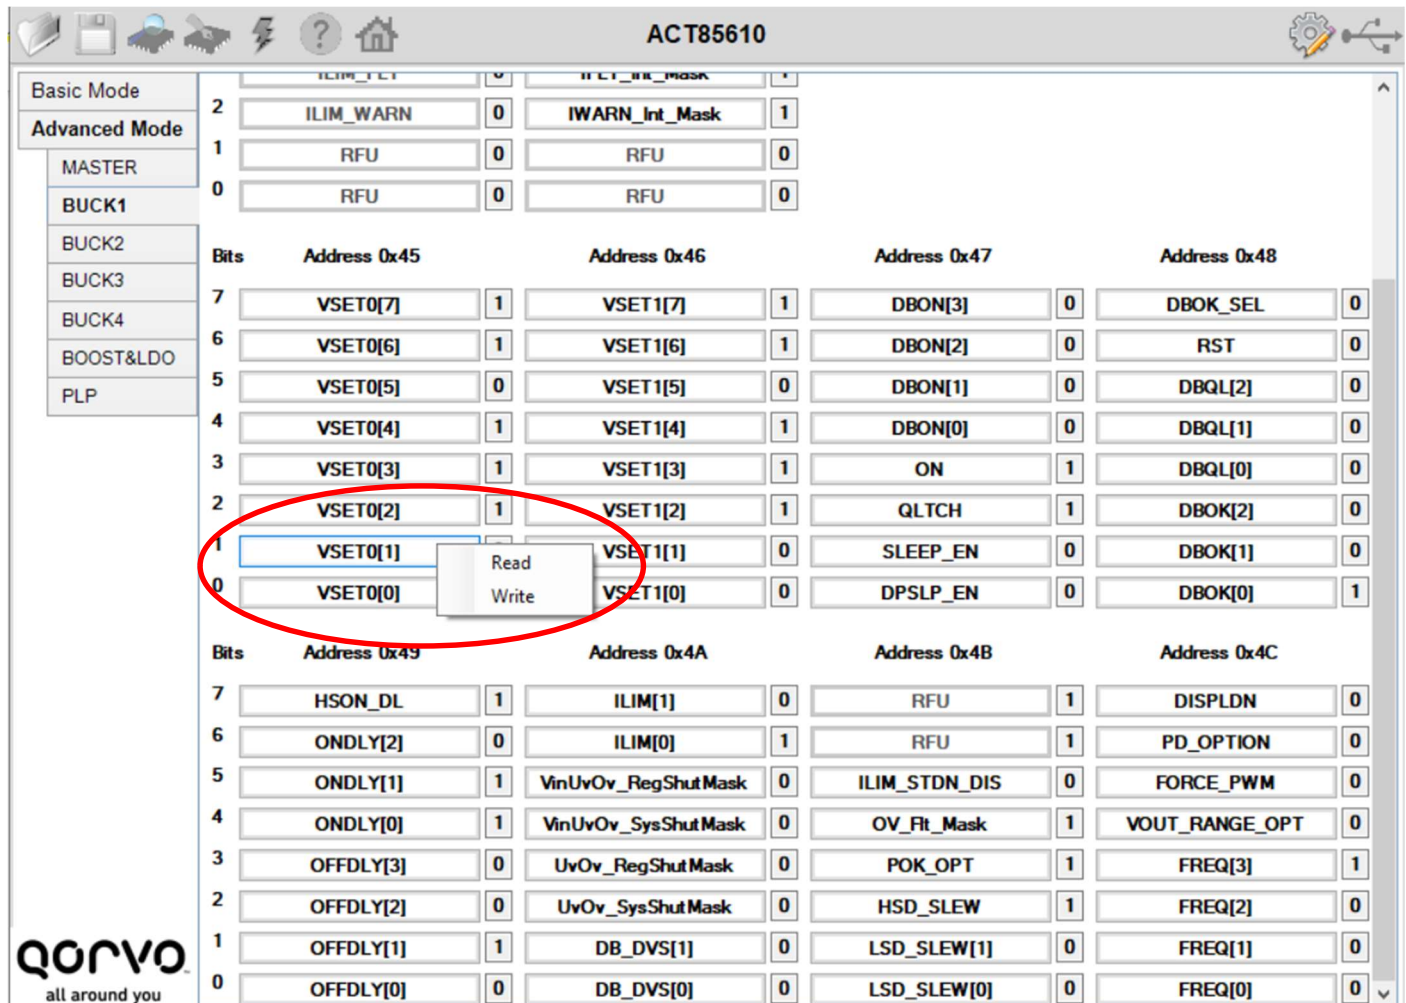 ACT85610
Basic Mode
Advanced Mode
MASTER
BUCK1
BUCK2
BUCK3
BUCK4
BOOST&LDO
PLP
ILIM_FLT 0 IFLT_Int_Mask 1
2 ILIM_WARN 0 IWARN_Int_Mask 1
1 RFU 0 RFU 0
0 RFU 0 RFU 0
Bits Address 0x45 Address 0x46 Address 0x47 Address 0x48
7 VSET0[7] 1 VSET1[7] 1 DBON[3] 0 DBOK_SEL 0
6 VSET0[6] 1 VSET1[6] 1 DBON[2] 0 RST 0
5 VSET0[5] 0 VSET1[5] 0 DBON[1] 0 DBQL[2] 0
4 VSET0[4] 1 VSET1[4] 1 DBON[0] 0 DBQL[1] 0
3 VSET0[3] 1 VSET1[3] 1 ON 1 DBQL[0] 0
2 VSET0[2] 1 VSET1[2] 1 QLTCH 1 DBOK[2] 0
1 VSET0[1] VSET1[1] 0 SLEEP_EN 0 DBOK[1] 0
0 VSET0[0] VSET1[0] 0 DPSLP_EN 0 DBOK[0] 1
Read
Write
Bits Address 0x49 Address 0x4A Address 0x4B Address 0x4C
7 HSON_DL 1 ILIM[1] 0 RFU 1 DISPLDN 0
6 ONDLY[2] 0 ILIM[0] 1 RFU 1 PD_OPTION 0
5 ONDLY[1] 1 VinUvOv_RegShutMask 0 ILIM_STDN_DIS 0 FORCE_PWM 0
4 ONDLY[0] 1 VinUvOv_SysShutMask 0 OV_Flt_Mask 1 VOUT_RANGE_OPT 0
3 OFFDLY[3] 0 UvOv_RegShutMask 0 POK_OPT 1 FREQ[3] 1
2 OFFDLY[2] 0 UvOv_SysShutMask 0 HSD_SLEW 1 FREQ[2] 0
1 OFFDLY[1] 1 DB_DVS[1] 0 LSD_SLEW[1] 0 FREQ[1] 0
0 OFFDLY[0] 0 DB_DVS[0] 0 LSD_SLEW[0] 0 FREQ[0] 0
QORVO
all around you